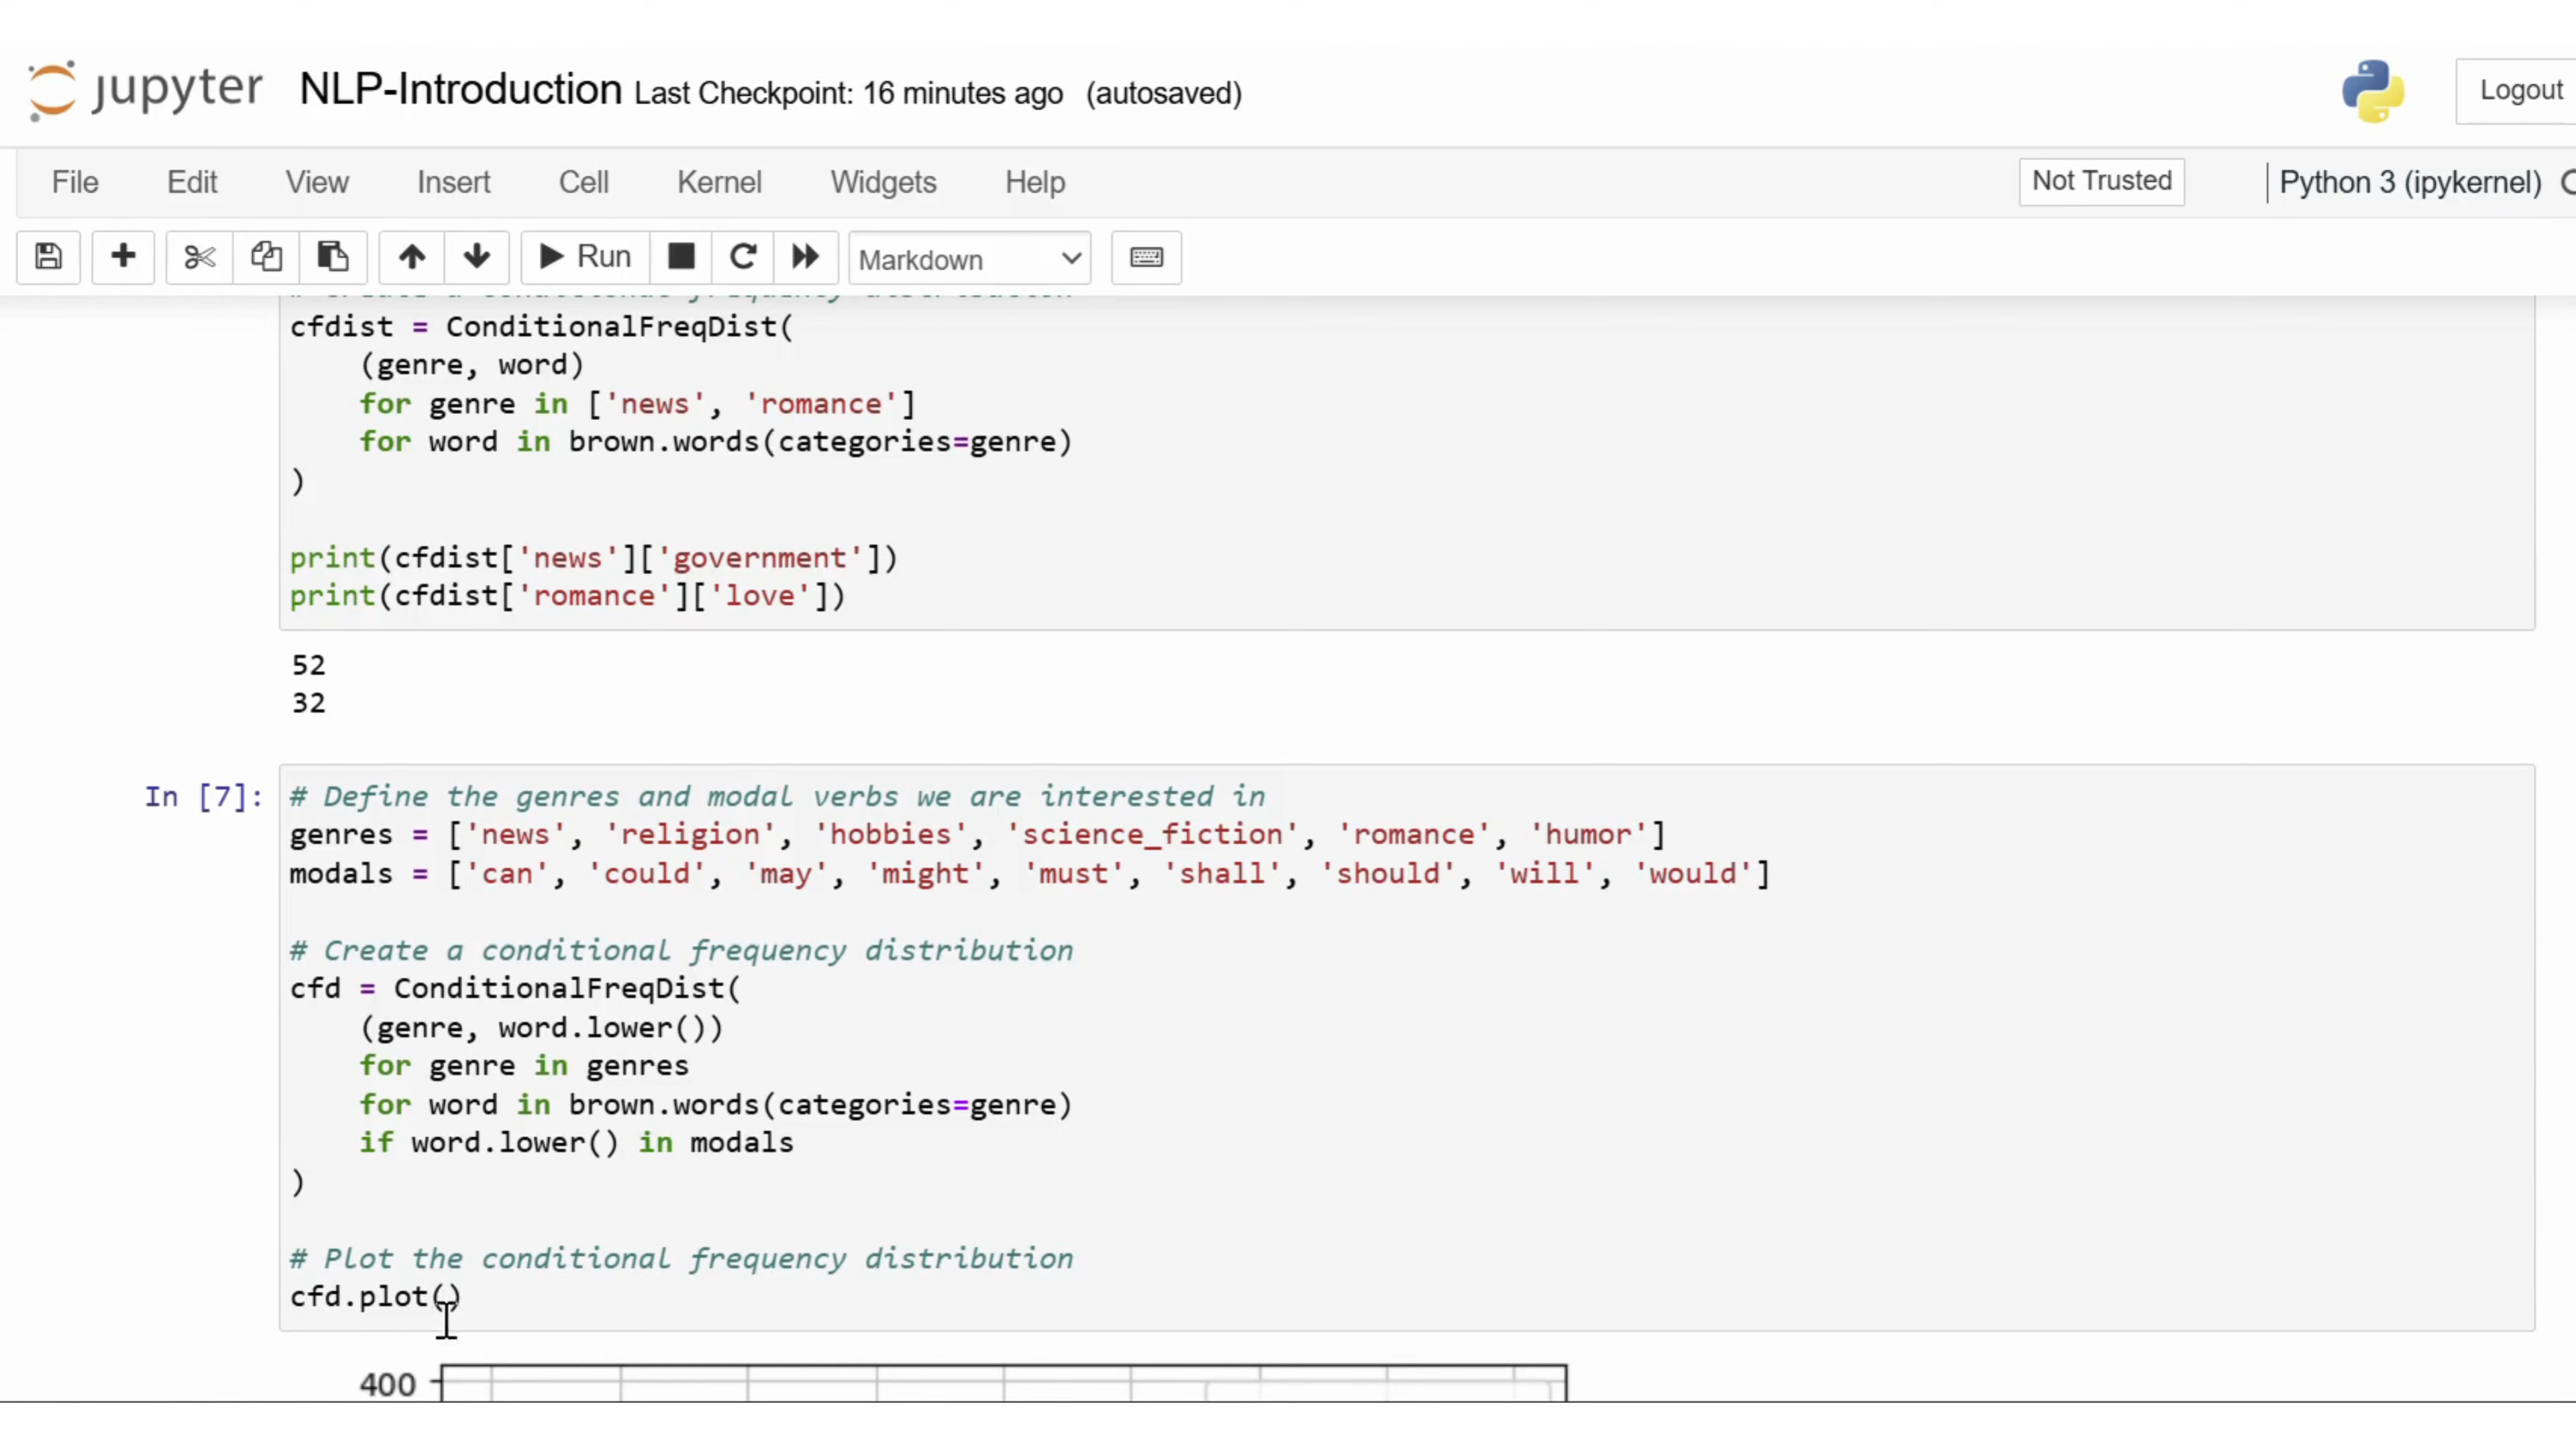 jupyter NLP-Introduction Last Checkpoint: 16 minutes ago (autosaved) Logout
File Edit View Insert Cell Kernel Widgets Help Not Trusted Python 3 (ipykernel)
Run Markdown
# Create a conditional frequency distribution
cfdist = ConditionalFreqDist(
(genre, word)
for genre in ['news', 'romance']
for word in brown.words(categories=genre)
)
print(cfdist['news']['government'])
print(cfdist['romance']['love'])
52
32
In [7]:
# Define the genres and modal verbs we are interested in
genres = ['news', 'religion', 'hobbies', 'science_fiction', 'romance', 'humor']
modals = ['can', 'could', 'may', 'might', 'must', 'shall', 'should', 'will', 'would']
# Create a conditional frequency distribution
cfd = ConditionalFreqDist(
(genre, word.lower())
for genre in genres
for word in brown.words(categories=genre)
if word.lower() in modals
)
# Plot the conditional frequency distribution
cfd.plot()
400